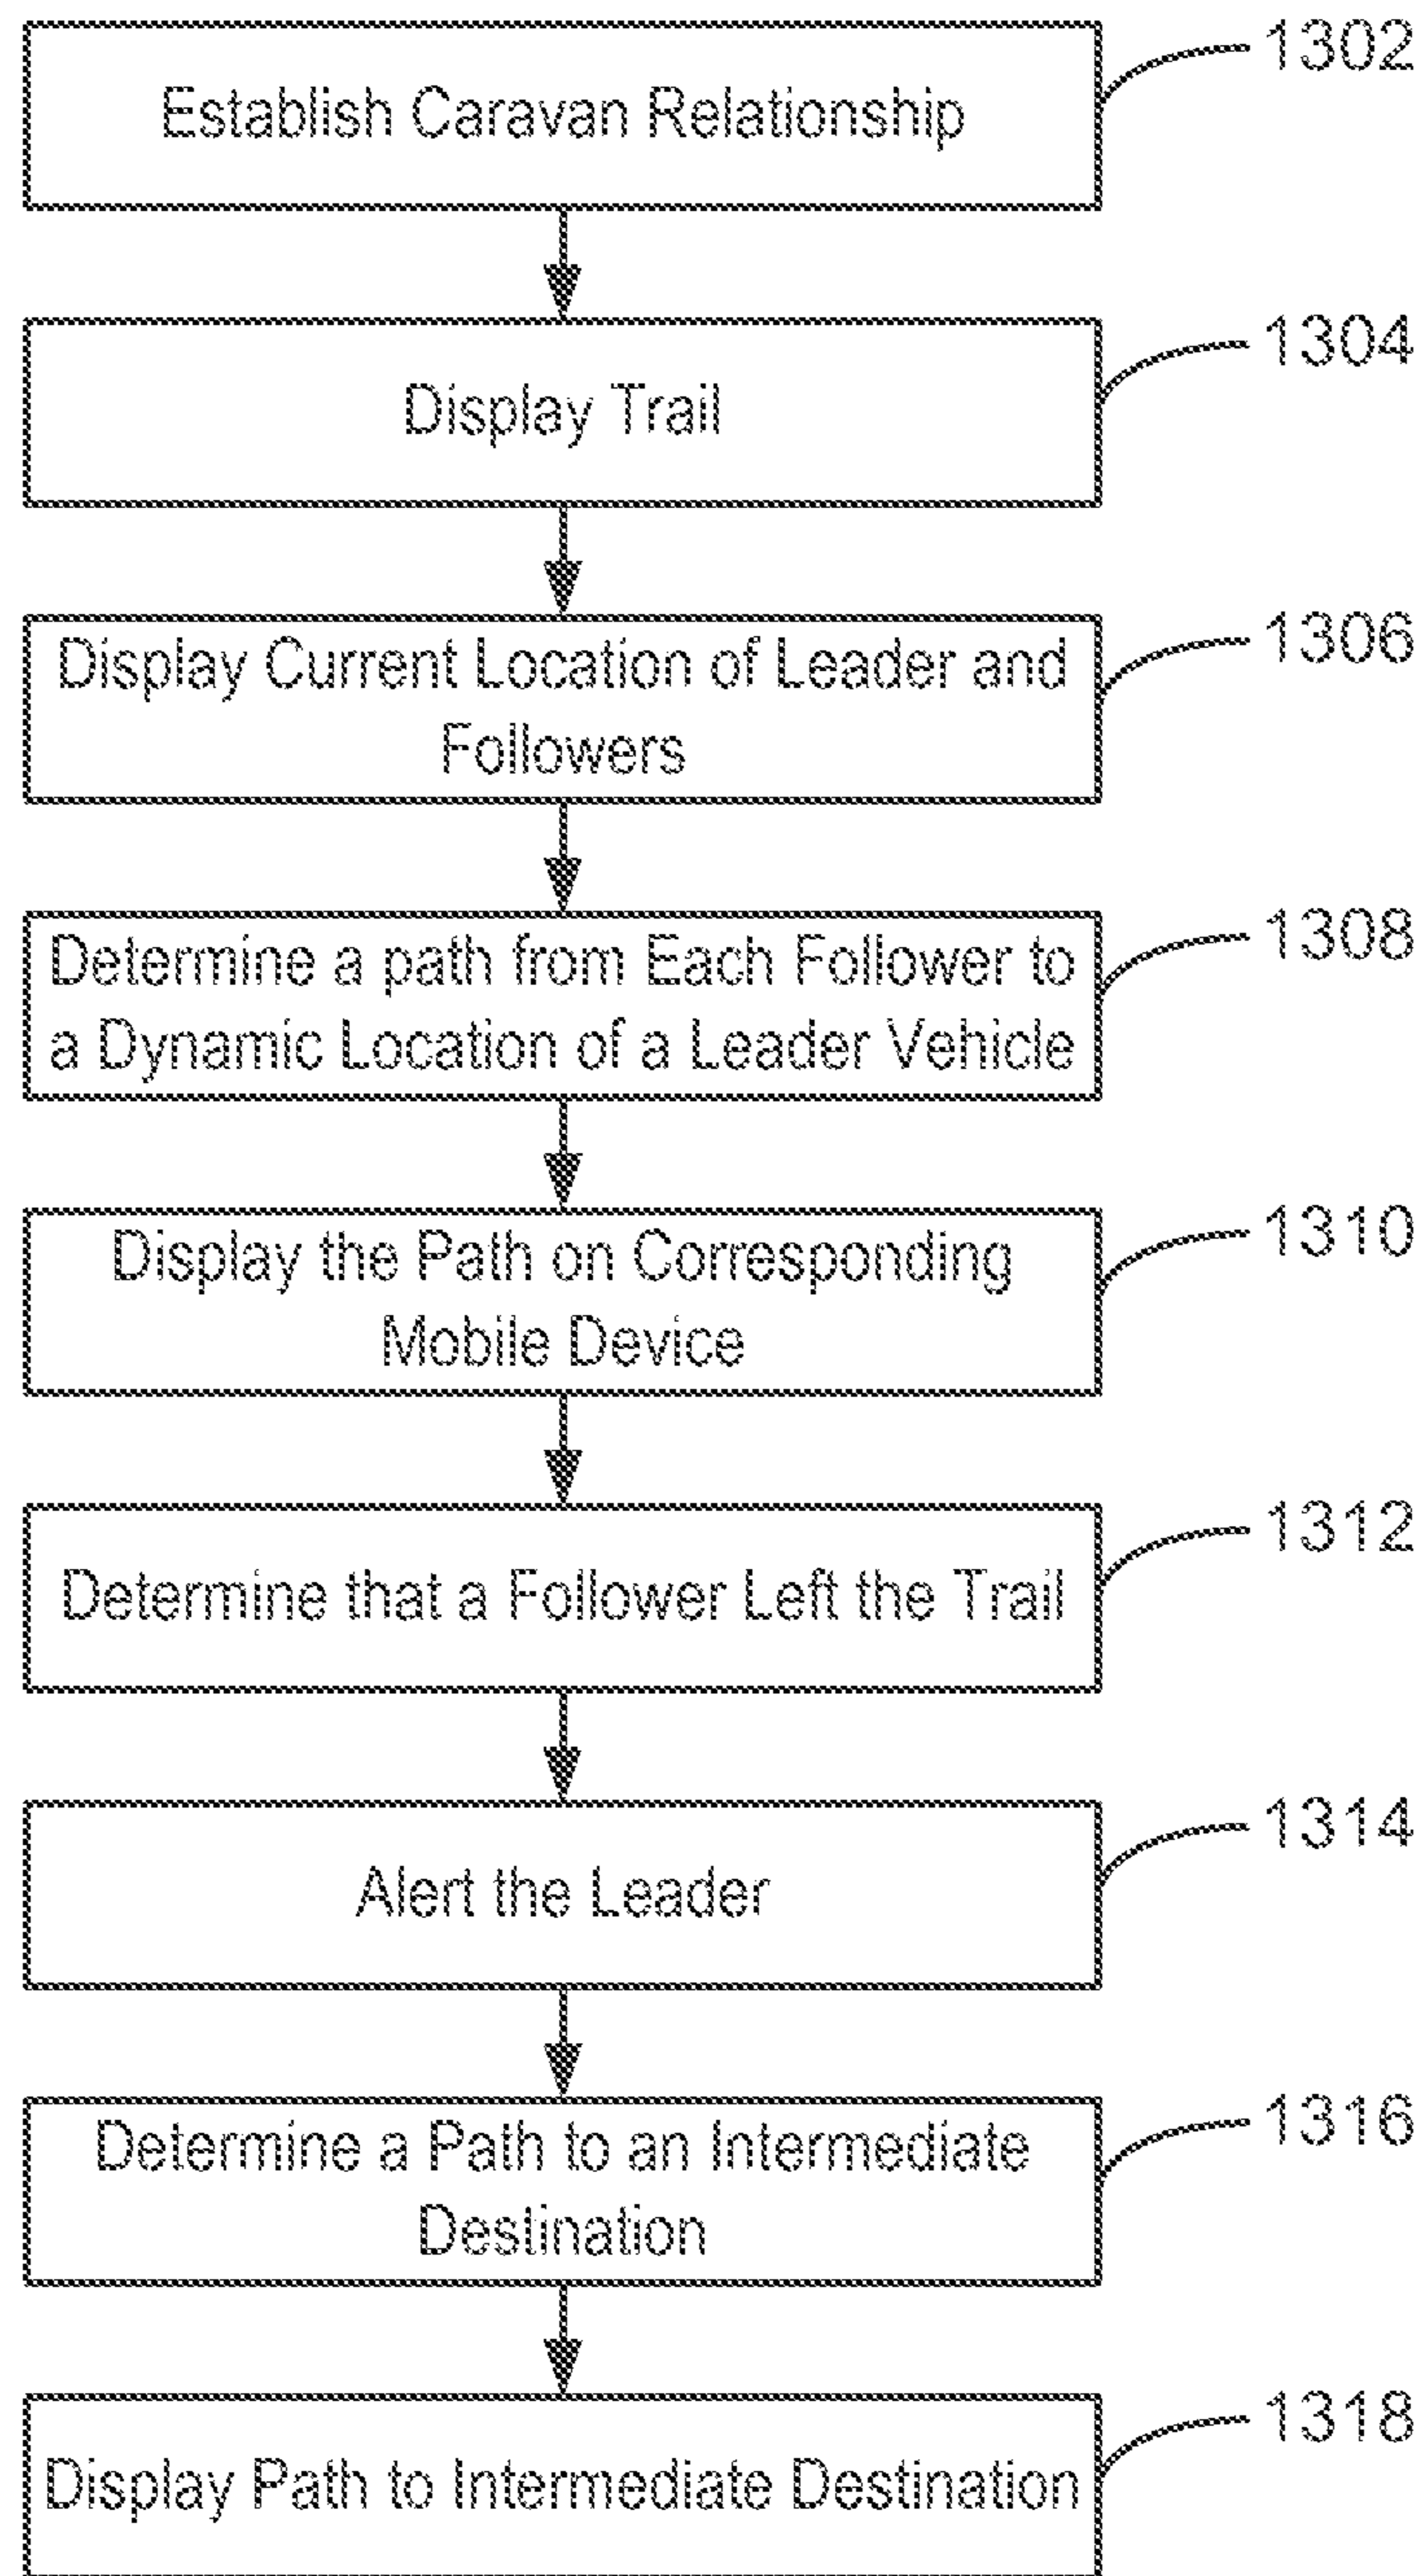 1302
Establish Caravan Relationship
1304
Display Trail
1306
Display Current Location of Leader and
Followers
1308
Determine a path from Each Follower to
a Dynamic Location of a Leader Vehicle
1310
Display the Path on Corresponding
Mobile Device
1312
Determine that a Follower Left the Trail
1314
Alert the Leader
1316
Determine a Path to an Intermediate
Destination
1318
Display Path to Intermediate Destination